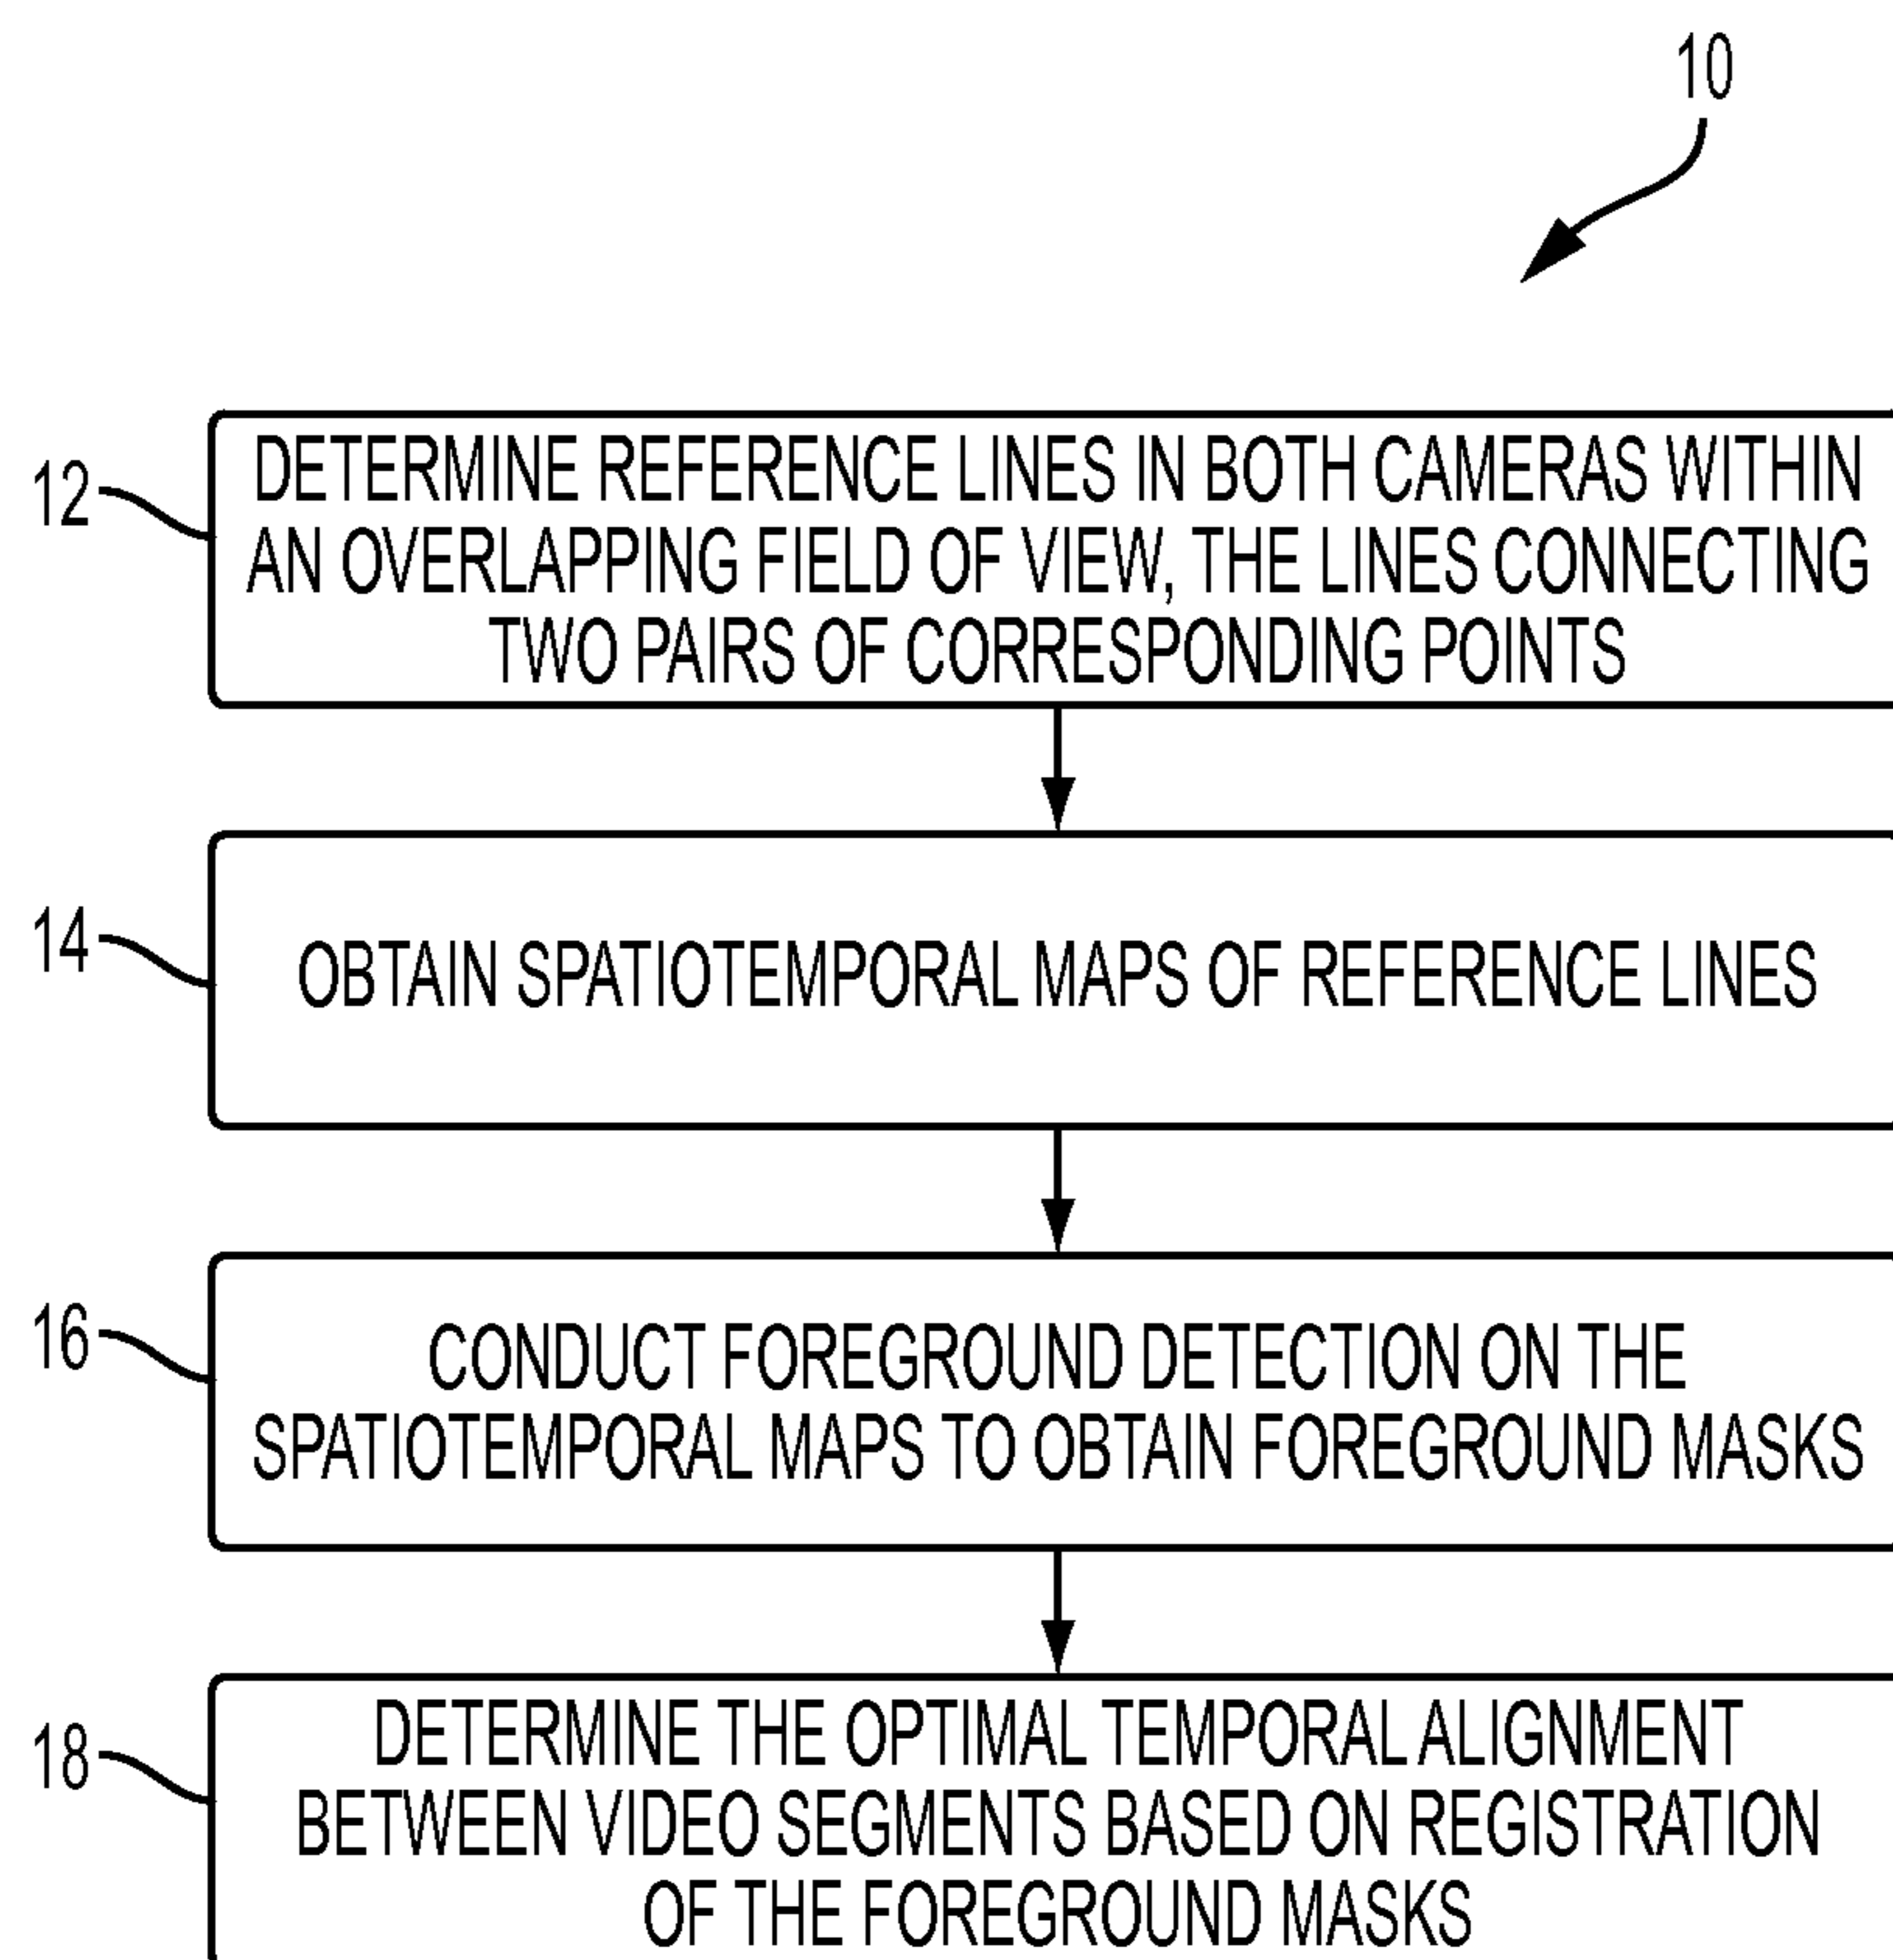 10
12
DETERMINE REFERENCE LINES IN BOTH CAMERAS WITHIN
AN OVERLAPPING FIELD OF VIEW, THE LINES CONNECTING
TWO PAIRS OF CORRESPONDING POINTS
14
OBTAIN SPATIOTEMPORAL MAPS OF REFERENCE LINES
16
CONDUCT FOREGROUND DETECTION ON THE
SPATIOTEMPORAL MAPS TO OBTAIN FOREGROUND MASKS
18
DETERMINE THE OPTIMAL TEMPORAL ALIGNMENT
BETWEEN VIDEO SEGMENTS BASED ON REGISTRATION
OF THE FOREGROUND MASKS